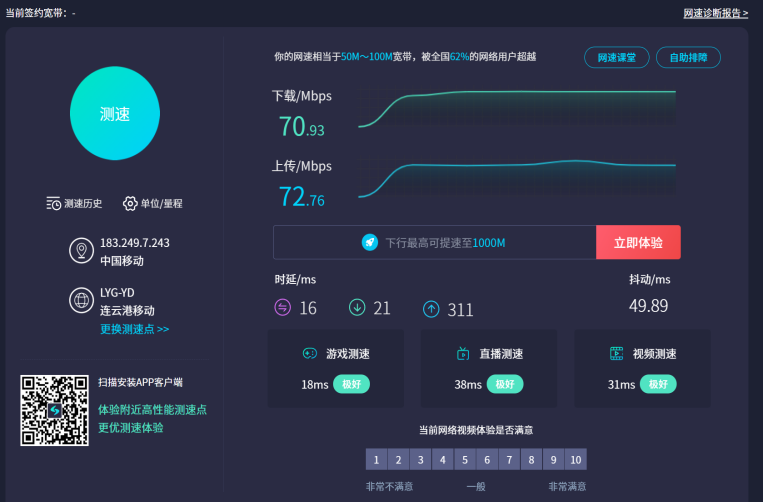 当前签约宽带：-
网速诊断报告 >
你的网速相当于50M～100M宽带，被全国62%的网络用户超越
网速课堂
自助排障
测速
下载/Mbps
70.93
上传/Mbps
72.76
测速历史
单位/量程
183.249.7.243
中国移动
下行最高可提速至1000M
立即体验
LYG-YD
连云港移动
更换测速点 >>
时延/ms
抖动/ms
16
21
311
49.89
游戏测速
18ms 极好
直播测速
38ms 极好
视频测速
31ms 极好
扫描安装APP客户端
体验附近高性能测速点
更优测速体验
当前网络视频体验是否满意
1 2 3 4 5 6 7 8 9 10
非常不满意
一般
非常满意